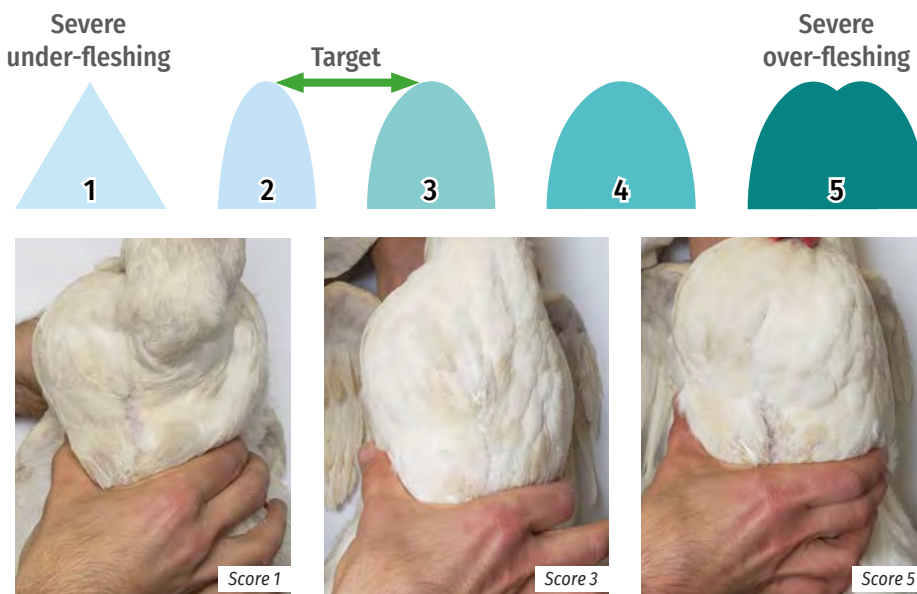 Severe
under-fleshing
Target
Severe
over-fleshing
1
2
3
4
5
Score 1
Score 3
Score 5